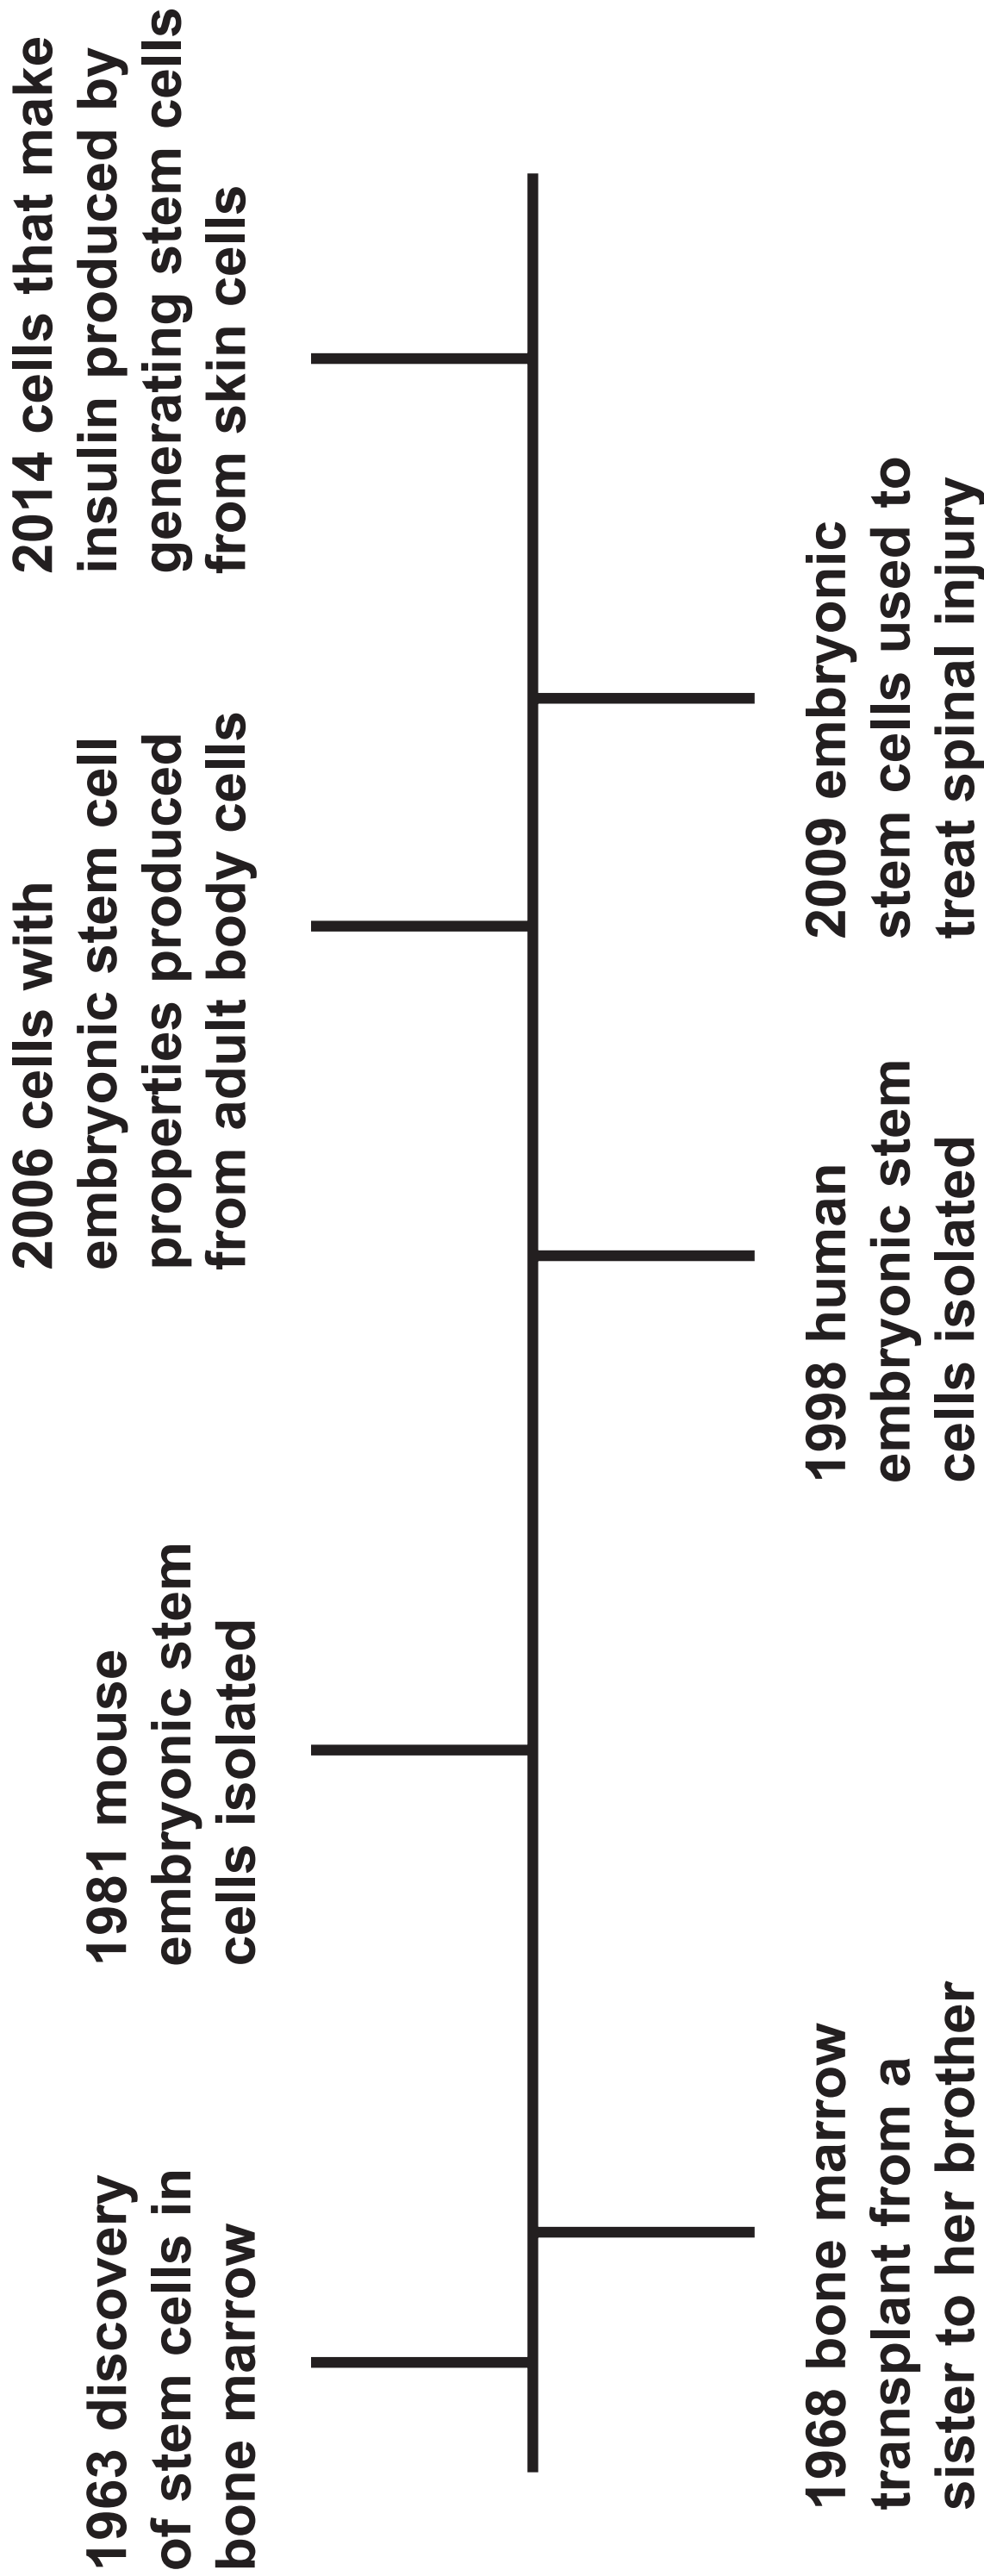 1963 discovery
of stem cells in
bone marrow
1968 bone marrow
transplant from a
sister to her brother
1981 mouse
embryonic stem
cells isolated
1998 human
embryonic stem
cells isolated
2006 cells with
embryonic stem cell
properties produced
from adult body cells
2009 embryonic
stem cells used to
treat spinal injury
2014 cells that make
insulin produced by
generating stem cells
from skin cells